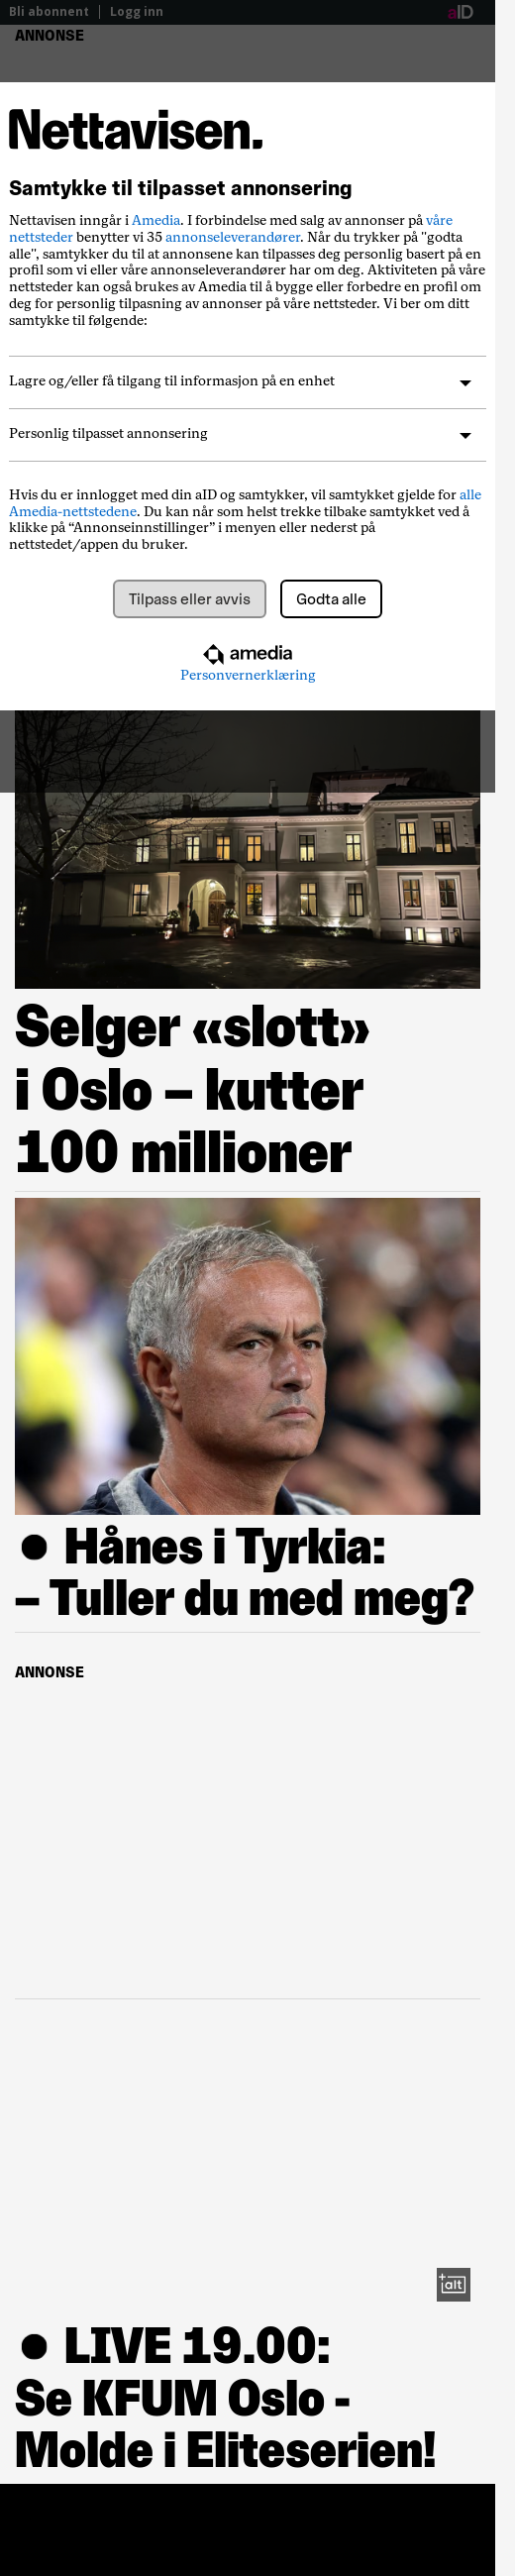 Bli abonnent | Logg inn
aID
ANNONSE
Nettavisen.
Samtykke til tilpasset annonsering
Nettavisen inngår i Amedia. I forbindelse med salg av annonser på våre
nettsteder benytter vi 35 annonseleverandører. Når du trykker på "godta
alle", samtykker du til at annonsene kan tilpasses deg personlig basert på en
profil som vi eller våre annonseleverandører har om deg. Aktiviteten på våre
nettsteder kan også brukes av Amedia til å bygge eller forbedre en profil om
deg for personlig tilpasning av annonser på våre nettsteder. Vi ber om ditt
samtykke til følgende:
Lagre og/eller få tilgang til informasjon på en enhet
Personlig tilpasset annonsering
Hvis du er innlogget med din aID og samtykker, vil samtykket gjelde for alle
Amedia-nettstedene. Du kan når som helst trekke tilbake samtykket ved å
klikke på “Annonseinnstillinger” i menyen eller nederst på
nettstedet/appen du bruker.
Tilpass eller avvis
Godta alle
amedia
Personvernerklæring
Selger «slott»
i Oslo – kutter
100 millioner
● Hånes i Tyrkia:
– Tuller du med meg?
ANNONSE
+alt
● LIVE 19.00:
Se KFUM Oslo -
Molde i Eliteserien!